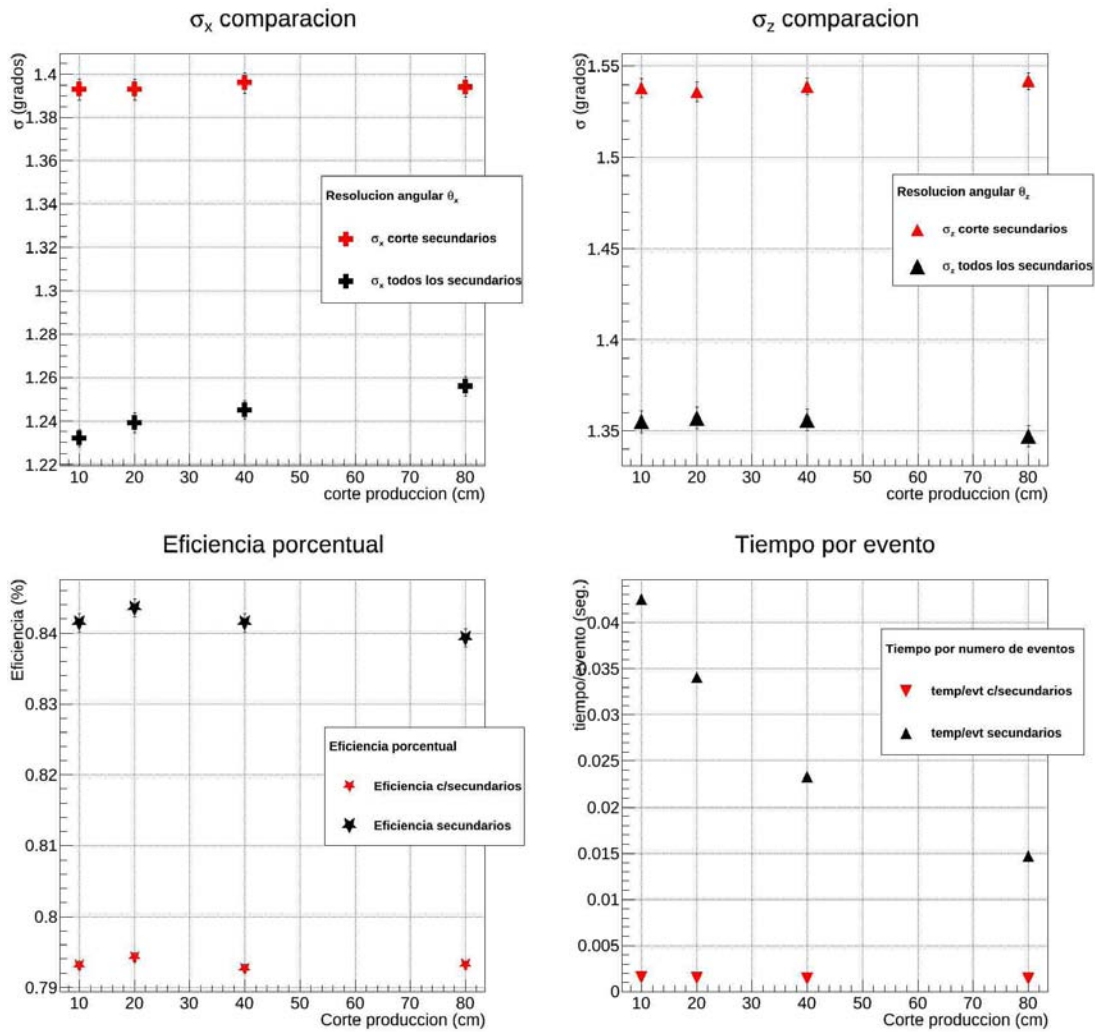 σx comparacion
σ (grados)
1.4
1.38
1.36
1.34
1.32
1.3
1.28
1.26
1.24
1.22
Resolucion angular θx
σx corte secundarios
σx todos los secundarios
10 20 30 40 50 60 70 80
corte produccion (cm)
σz comparacion
σ (grados)
1.55
1.5
1.45
1.4
1.35
Resolucion angular θz
σz corte secundarios
σz todos los secundarios
10 20 30 40 50 60 70 80
corte produccion (cm)
Eficiencia porcentual
Eficiencia (%)
0.84
0.83
0.82
0.81
0.8
0.79
Eficiencia porcentual
Eficiencia c/secundarios
Eficiencia secundarios
10 20 30 40 50 60 70 80
Corte produccion (cm)
Tiempo por evento
tiempo/evento (seg.)
0.04
0.035
0.03
0.025
0.02
0.015
0.01
0.005
0
Tiempo por numero de eventos
temp/evt c/secundarios
temp/evt secundarios
10 20 30 40 50 60 70 80
Corte produccion (cm)